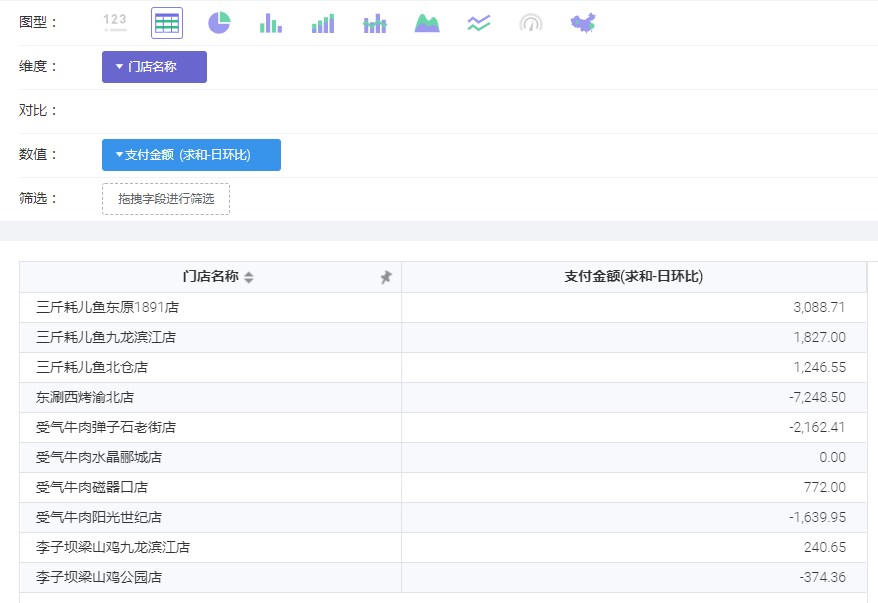 图型： 123
维度： 门店名称
对比：
数值： 支付金额 (求和-日环比)
筛选： 拖拽字段进行筛选
门店名称 支付金额(求和-日环比)
三斤耗儿鱼东原1891店 3,088.71
三斤耗儿鱼九龙滨江店 1,827.00
三斤耗儿鱼北仓店 1,246.55
东涮西烤渝北店 -7,248.50
受气牛肉弹子石老街店 -2,162.41
受气牛肉水晶郦城店 0.00
受气牛肉磁器口店 772.00
受气牛肉阳光世纪店 -1,639.95
李子坝梁山鸡九龙滨江店 240.65
李子坝梁山鸡公园店 -374.36